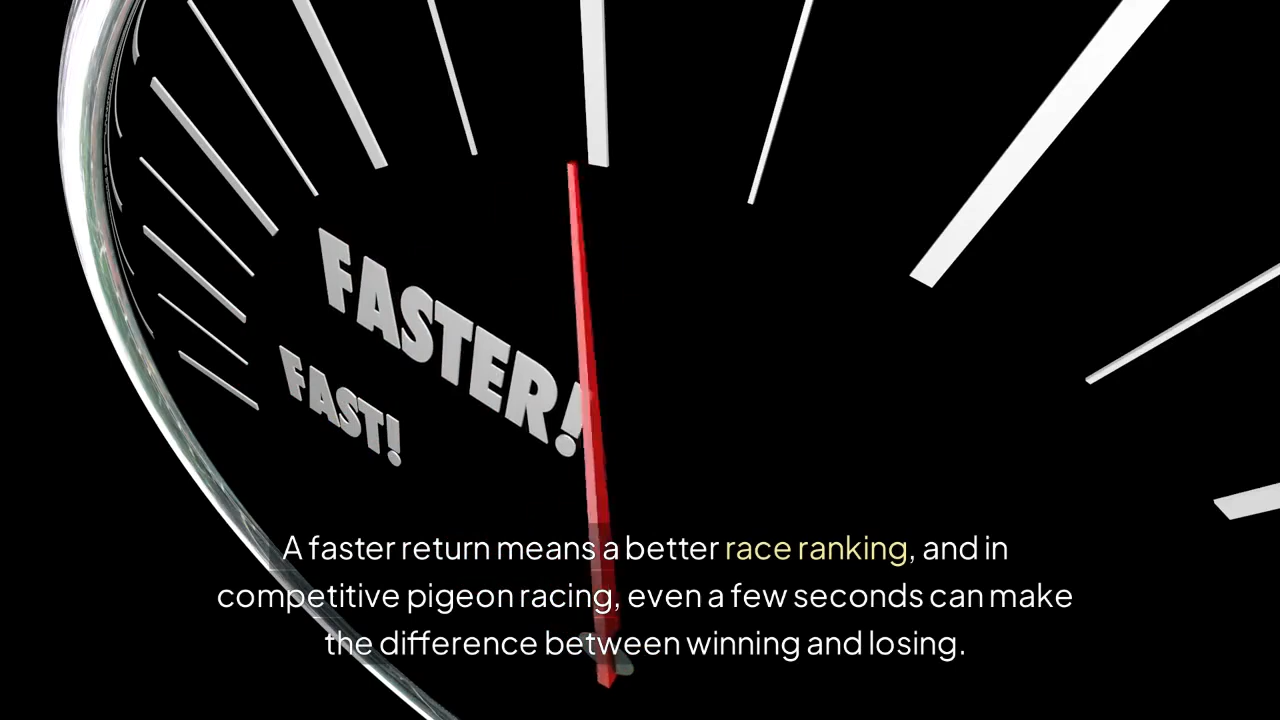 FASTER!
FAST!
A faster return means a better race ranking, and in
competitive pigeon racing, even a few seconds can make
the difference between winning and losing.